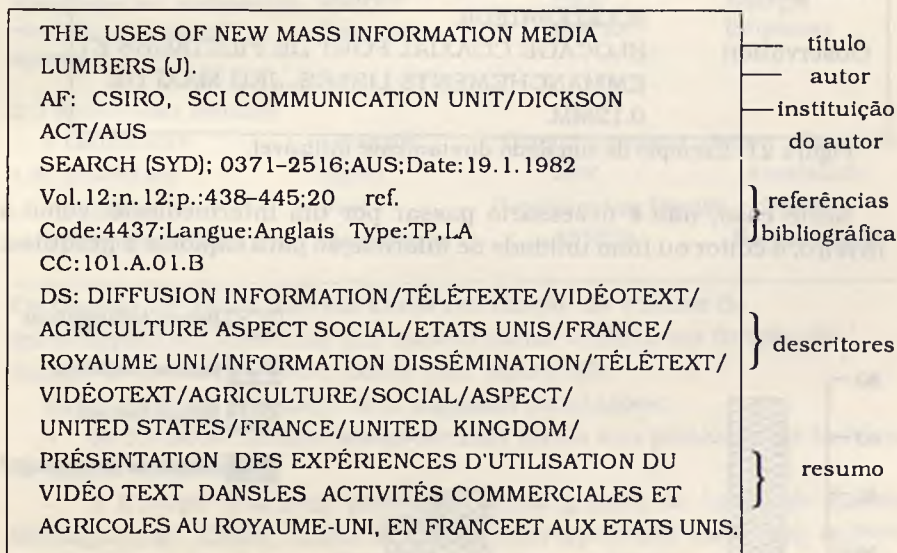 THE USES OF NEW MASS INFORMATION MEDIA
LUMBERS (J).
AF: CSIRO, SCI COMMUNICATION UNIT/DICKSON
ACT/AUS
SEARCH (SYD); 0371-2516;AUS;Date:19.1.1982
Vol.12;n.12;p.:438-445;20 ref.
Code:4437;Langue:Anglais Type:TP,LA
CC:101.A.01.B
DS: DIFFUSION INFORMATION/TÉLÉTEXTE/VIDÉOTEXT/
AGRICULTURE ASPECT SOCIAL/ETATS UNIS/FRANCE/
ROYAUME UNI/INFORMATION DISSÉMINATION/TÉLÉTEXT/
VIDÉOTEXT/AGRICULTURE/SOCIAL/ASPECT/
UNITED STATES/FRANCE/UNITED KINGDOM/
PRÉSENTATION DES EXPÉRIENCES D'UTILISATION DU
VIDÉO TEXT DANSLES ACTIVITÉS COMMERCIALES ET
AGRICOLES AU ROYAUME-UNI, EN FRANCEET AUX ETATS UNIS.
título
autor
instituição
do autor
referências
bibliográfica
descritores
resumo